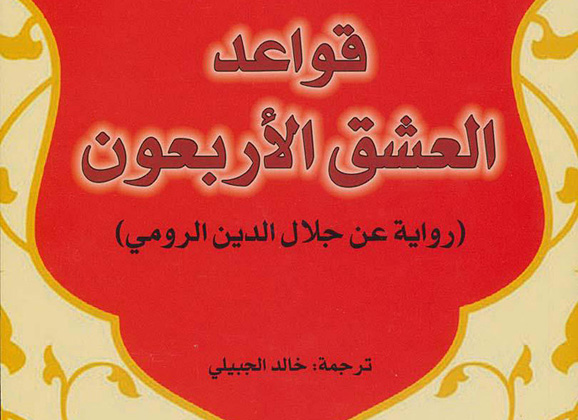 قواعد
العشق الأربعون
(رواية عن جلال الدين الرومي)
ترجمة: خالد الجبيلي